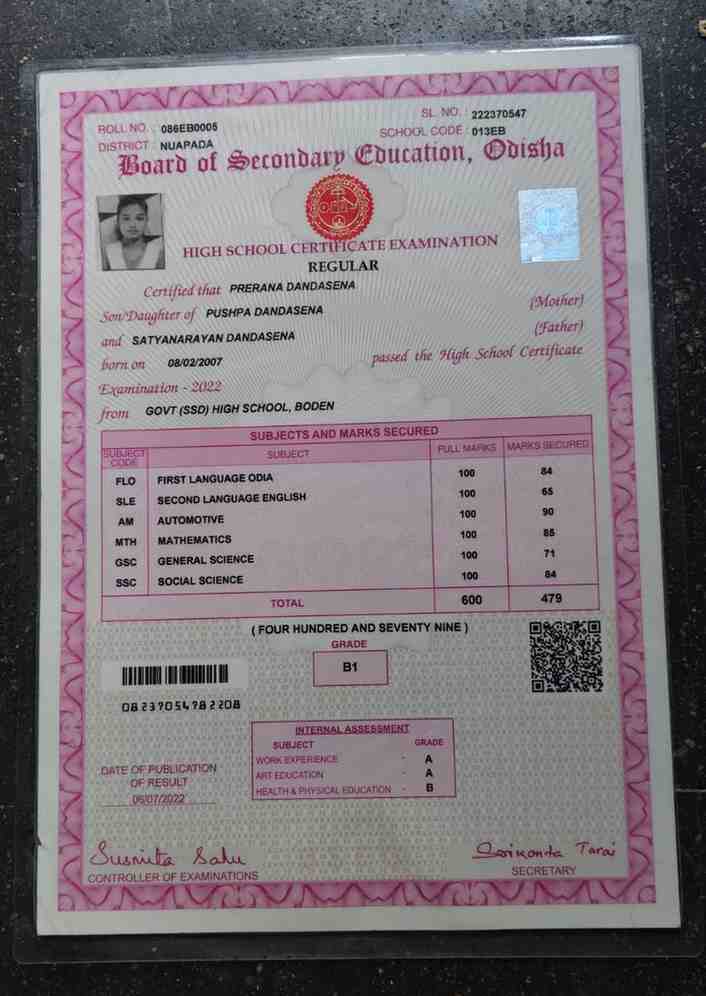 ROLL NO. : 086EB0005
SL. NO. : 222370547
DISTRICT : NUAPADA
SCHOOL CODE : 013EB
Board of Secondary Education, Odisha
HIGH SCHOOL CERTIFICATE EXAMINATION
REGULAR
Certified that PRERANA DANDASENA
Son/Daughter of PUSHPA DANDASENA (Mother)
and SATYANARAYAN DANDASENA (Father)
born on 08/02/2007 passed the High School Certificate
Examination - 2022
from GOVT (SSD) HIGH SCHOOL, BODEN
SUBJECTS AND MARKS SECURED
SUBJECT CODE SUBJECT FULL MARKS MARKS SECURED
FLO FIRST LANGUAGE ODIA 100 84
SLE SECOND LANGUAGE ENGLISH 100 65
AM AUTOMOTIVE 100 90
MTH MATHEMATICS 100 85
GSC GENERAL SCIENCE 100 71
SSC SOCIAL SCIENCE 100 84
TOTAL 600 479
( FOUR HUNDRED AND SEVENTY NINE )
GRADE
B1
08237054782208
INTERNAL ASSESSMENT
SUBJECT GRADE
WORK EXPERIENCE - A
ART EDUCATION - A
HEALTH & PHYSICAL EDUCATION - B
DATE OF PUBLICATION
OF RESULT
06/07/2022
Susmita Sahu
CONTROLLER OF EXAMINATIONS
Srikanta Tarai
SECRETARY